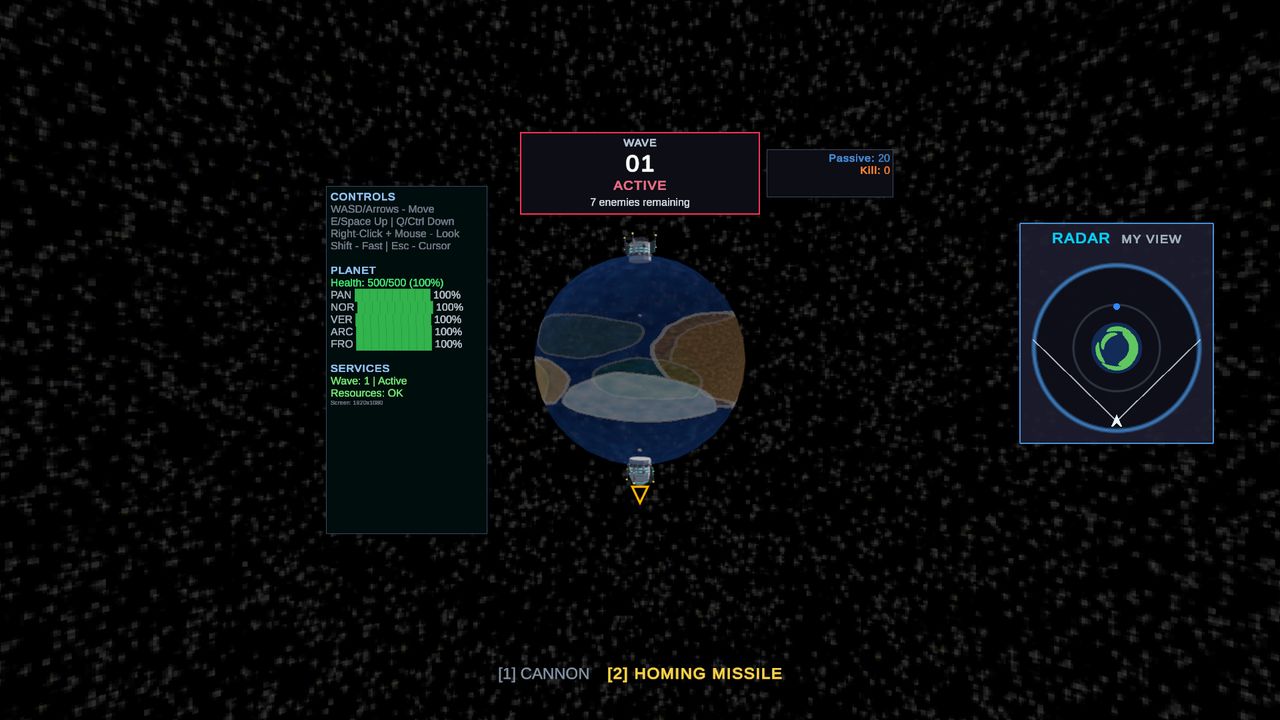 WAVE
01
ACTIVE
7 enemies remaining
Passive: 20
Kill: 0
CONTROLS
WASD/Arrows - Move
E/Space Up | Q/Ctrl Down
Right-Click + Mouse - Look
Shift - Fast | Esc - Cursor
PLANET
Health: 500/500 (100%)
PAN 100%
NOR 100%
VER 100%
ARC 100%
FRO 100%
SERVICES
Wave: 1 | Active
Resources: OK
Screen: 1920x1080
RADAR MY VIEW
[1] CANNON [2] HOMING MISSILE